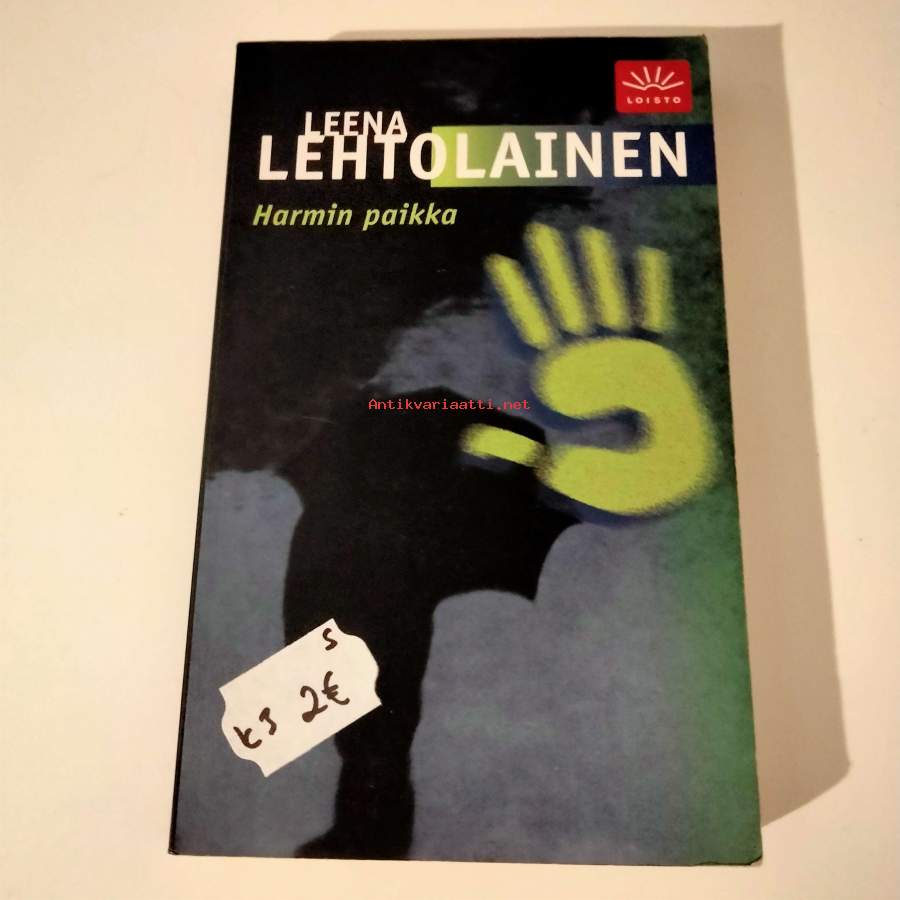 LOISTO
LEENA
LEHTOLAINEN
Harmin paikka
Antikvariaatti.net
S
2€